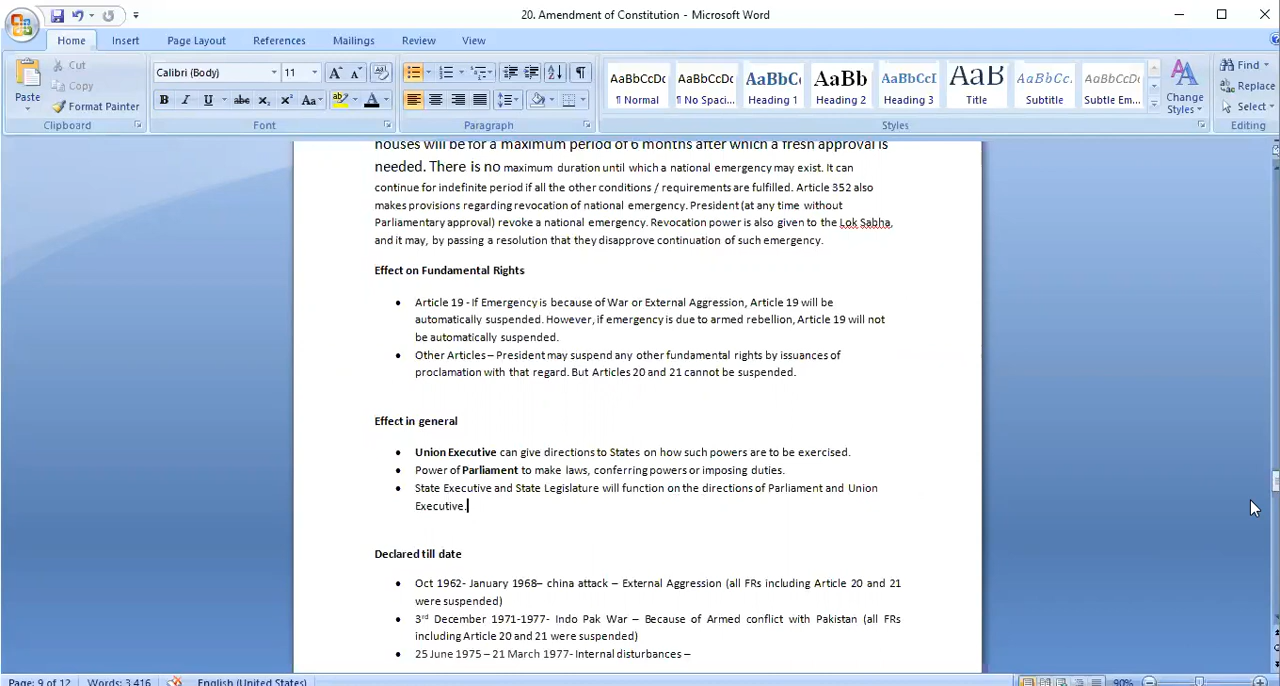 20. Amendment of Constitution - Microsoft Word
Home Insert Page Layout References Mailings Review View
Paste
Cut
Copy
Format Painter
Clipboard
Calibri (Body) 11
B I U abc X₂ X² Aa
Font
Paragraph
AaBbCcDc AaBbCcDc AaBbC AaBb AaBbCcI AaB AaBbCc. AaBbCcDc
¶ Normal ¶ No Spaci... Heading 1 Heading 2 Heading 3 Title Subtitle Subtle Em...
Styles
Change Styles
Find
Replace
Select
Editing
houses will be for a maximum period of 6 months after which a fresh approval is
needed. There is no maximum duration until which a national emergency may exist. It can
continue for indefinite period if all the other conditions / requirements are fulfilled. Article 352 also
makes provisions regarding revocation of national emergency. President (at any time without
Parliamentary approval) revoke a national emergency. Revocation power is also given to the Lok Sabha,
and it may, by passing a resolution that they disapprove continuation of such emergency.
Effect on Fundamental Rights
• Article 19 - If Emergency is because of War or External Aggression, Article 19 will be
automatically suspended. However, if emergency is due to armed rebellion, Article 19 will not
be automatically suspended.
• Other Articles – President may suspend any other fundamental rights by issuances of
proclamation with that regard. But Articles 20 and 21 cannot be suspended.
Effect in general
• Union Executive can give directions to States on how such powers are to be exercised.
• Power of Parliament to make laws, conferring powers or imposing duties.
• State Executive and State Legislature will function on the directions of Parliament and Union
Executive.
Declared till date
• Oct 1962- January 1968– china attack – External Aggression (all FRs including Article 20 and 21
were suspended)
• 3rd December 1971-1977- Indo Pak War – Because of Armed conflict with Pakistan (all FRs
including Article 20 and 21 were suspended)
• 25 June 1975 – 21 March 1977- Internal disturbances –
Page: 9 of 12 Words: 3,416 English (United States) 90%